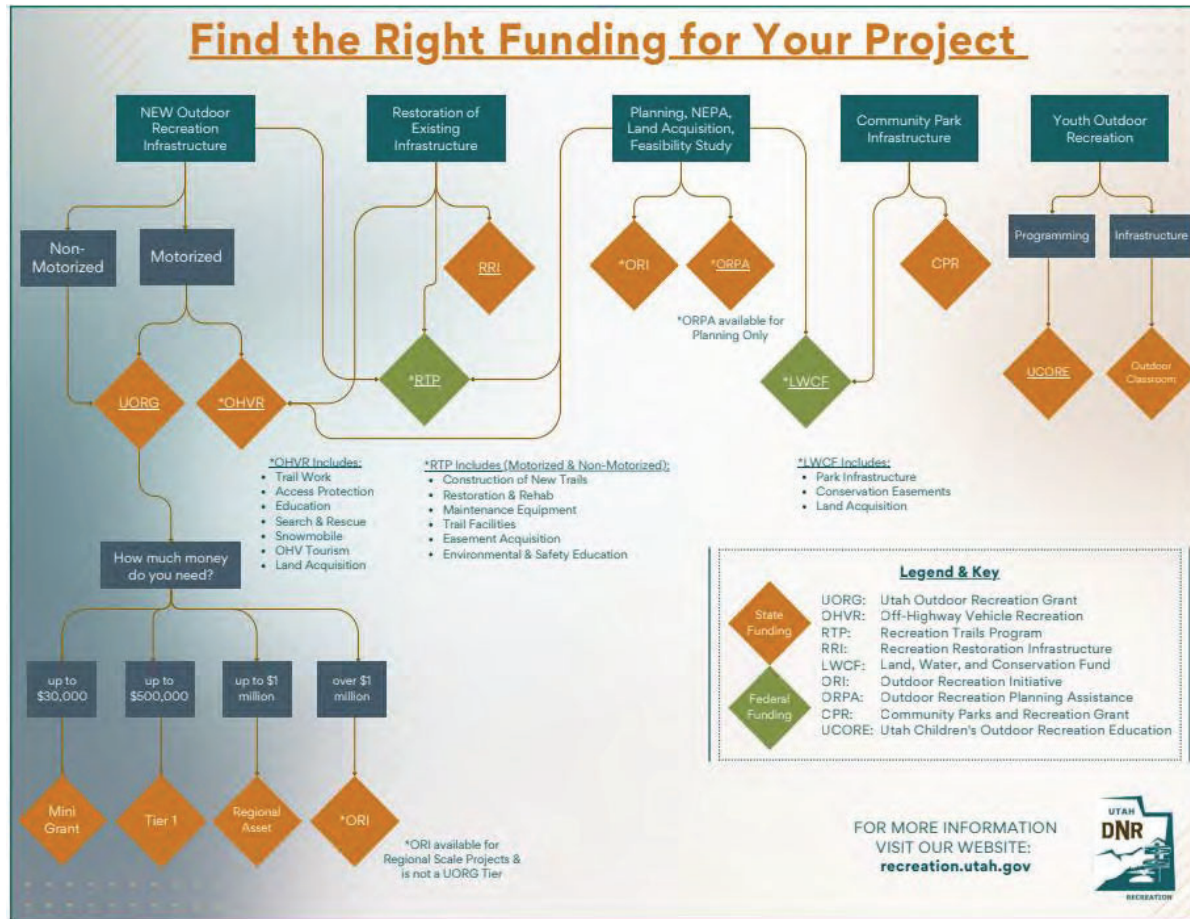 Find the Right Funding for Your Project
NEW Outdoor
Recreation
Infrastructure
Restoration of
Existing
Infrastructure
Planning, NEPA,
Land Acquisition,
Feasibility Study
Community Park
Infrastructure
Youth Outdoor
Recreation
Non-
Motorized
Motorized
Programming
Infrastructure
RRI
*ORI
*ORPA
CPR
*ORPA available for
Planning Only
UORG
*OHVR
*RTP
*LWCF
UCORE
Outdoor
Classroom
*OHVR Includes:
• Trail Work
• Access Protection
• Education
• Search & Rescue
• Snowmobile
• OHV Tourism
• Land Acquisition
*RTP Includes (Motorized & Non-Motorized):
• Construction of New Trails
• Restoration & Rehab
• Maintenance Equipment
• Trail Facilities
• Easement Acquisition
• Environmental & Safety Education
*LWCF Includes:
• Park Infrastructure
• Conservation Easements
• Land Acquisition
How much money
do you need?
up to
$30,000
up to
$500,000
up to $1
million
over $1
million
Mini
Grant
Tier 1
Regional
Asset
*ORI
*ORI available for
Regional Scale Projects &
is not a UORG Tier
Legend & Key
State
Funding
Federal
Funding
UORG: Utah Outdoor Recreation Grant
OHVR: Off-Highway Vehicle Recreation
RTP: Recreation Trails Program
RRI: Recreation Restoration Infrastructure
LWCF: Land, Water, and Conservation Fund
ORI: Outdoor Recreation Initiative
ORPA: Outdoor Recreation Planning Assistance
CPR: Community Parks and Recreation Grant
UCORE: Utah Children's Outdoor Recreation Education
FOR MORE INFORMATION
VISIT OUR WEBSITE:
recreation.utah.gov
UTAH
DNR
RECREATION